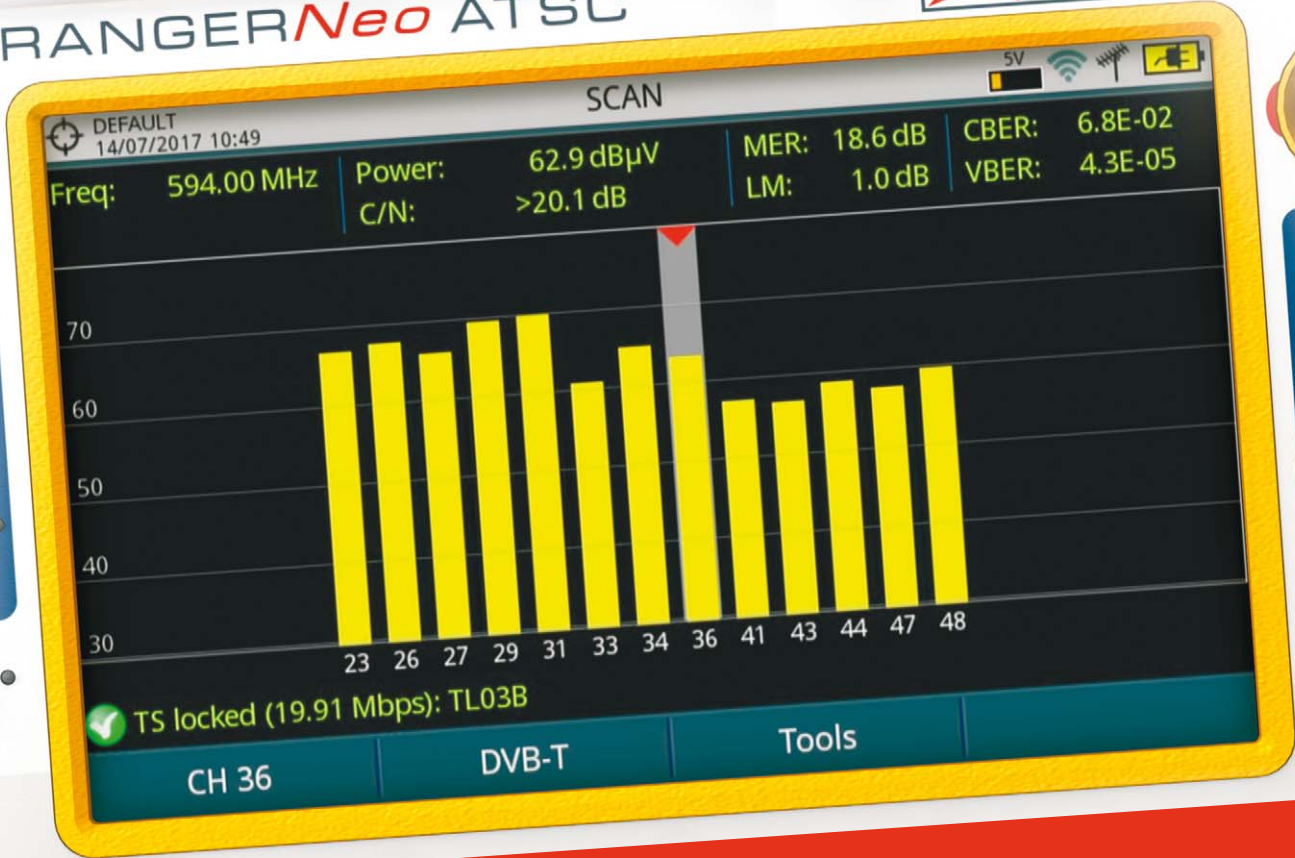 RANGERNeo ATSC
DEFAULT
14/07/2017 10:49
SCAN
5V
Freq: 594.00 MHz
Power: 62.9 dBµV
C/N: >20.1 dB
MER: 18.6 dB
LM: 1.0 dB
CBER: 6.8E-02
VBER: 4.3E-05
70
60
50
40
30
23 26 27 29 31 33 34 36 41 43 44 47 48
TS locked (19.91 Mbps): TL03B
CH 36
DVB-T
Tools